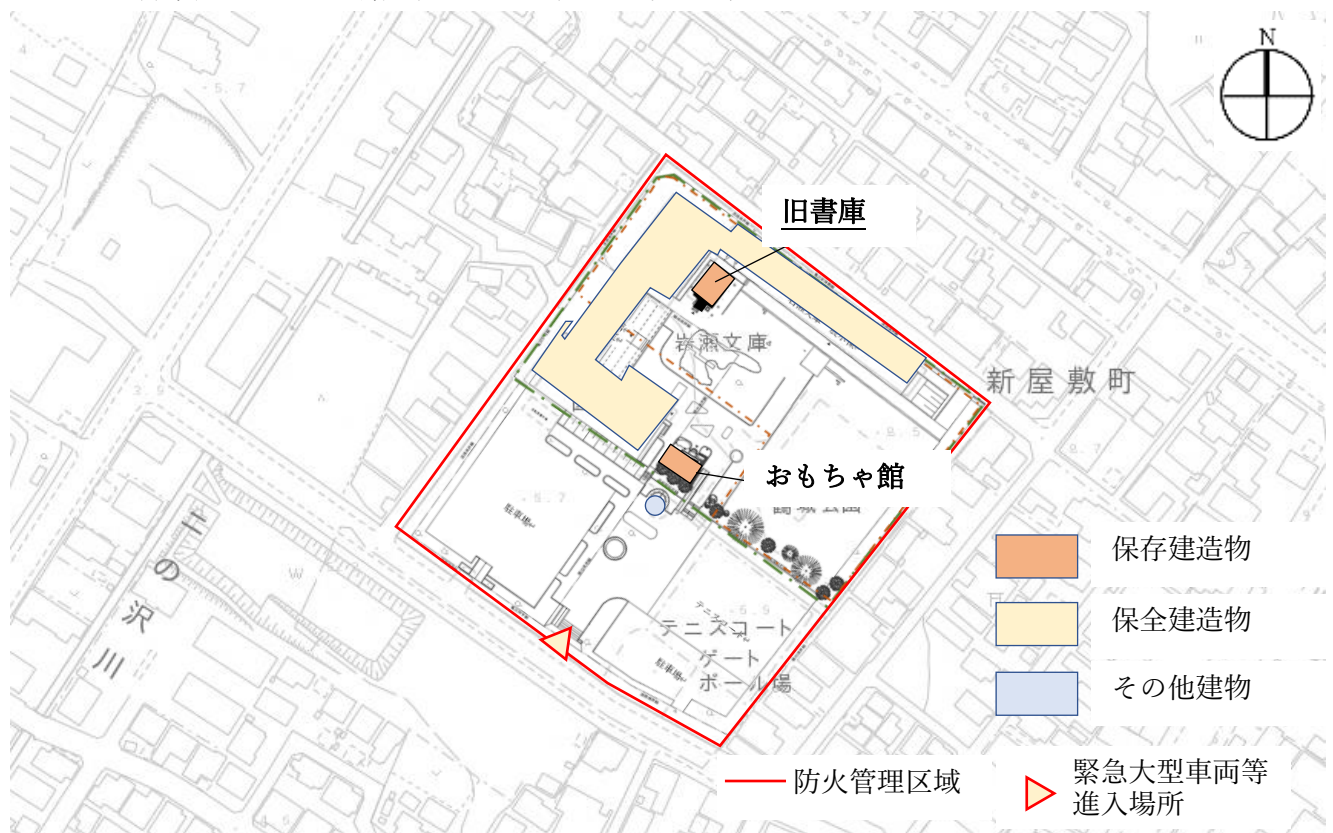 N
旧書庫
岩瀬文庫
新屋敷町
おもちゃ館
駐車場
三の沢川
テニスコート
ゲート
ボール場
駐車場
保存建造物
保全建造物
その他建物
防火管理区域
緊急大型車両等
進入場所